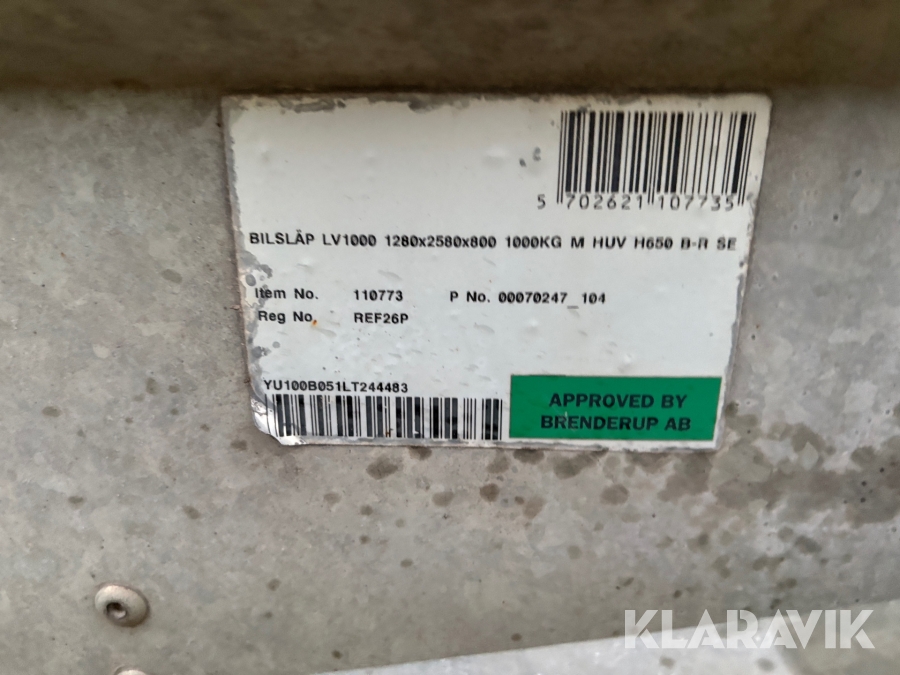 5 702621 107735
BILSLÄP LV1000 1280x2580x800 1000KG M HUV H650 B-R SE
Item No. 110773 P No. 00070247_104
Reg No. REF26P
YU100B051LT244483
APPROVED BY
BRENDERUP AB
KLARAVIK